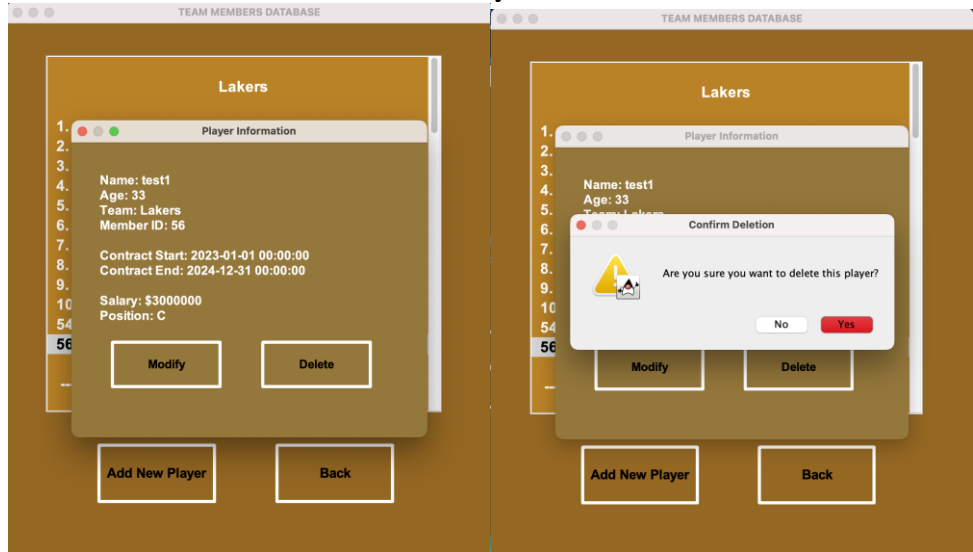 TEAM MEMBERS DATABASE
Lakers
1.
2.
3.
4.
5.
6.
7.
8.
9.
10
54
56
Player Information
Name: test1
Age: 33
Team: Lakers
Member ID: 56
Contract Start: 2023-01-01 00:00:00
Contract End: 2024-12-31 00:00:00
Salary: $3000000
Position: C
Modify Delete
Add New Player Back
TEAM MEMBERS DATABASE
Lakers
1.
2.
3.
4.
5.
6.
7.
8.
9.
10
54
56
Player Information
Name: test1
Age: 33
Team: Lakers
Confirm Deletion
Are you sure you want to delete this player?
No Yes
Modify Delete
Add New Player Back